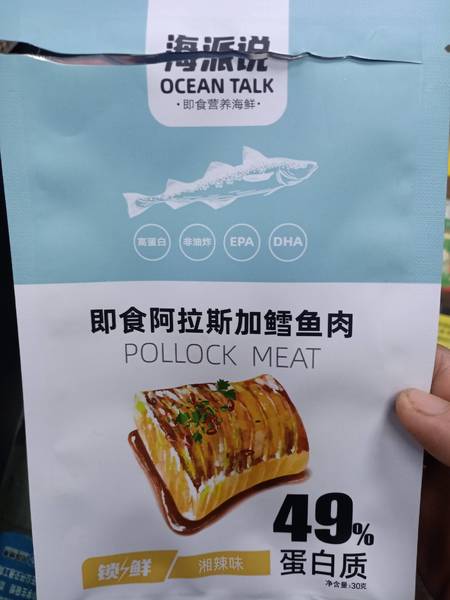 海派说
OCEAN TALK
·即食营养海鲜·
高蛋白 非油炸 EPA DHA
即食阿拉斯加鳕鱼肉
POLLOCK MEAT
49%
蛋白质
锁鲜 湘辣味
净含量:30克